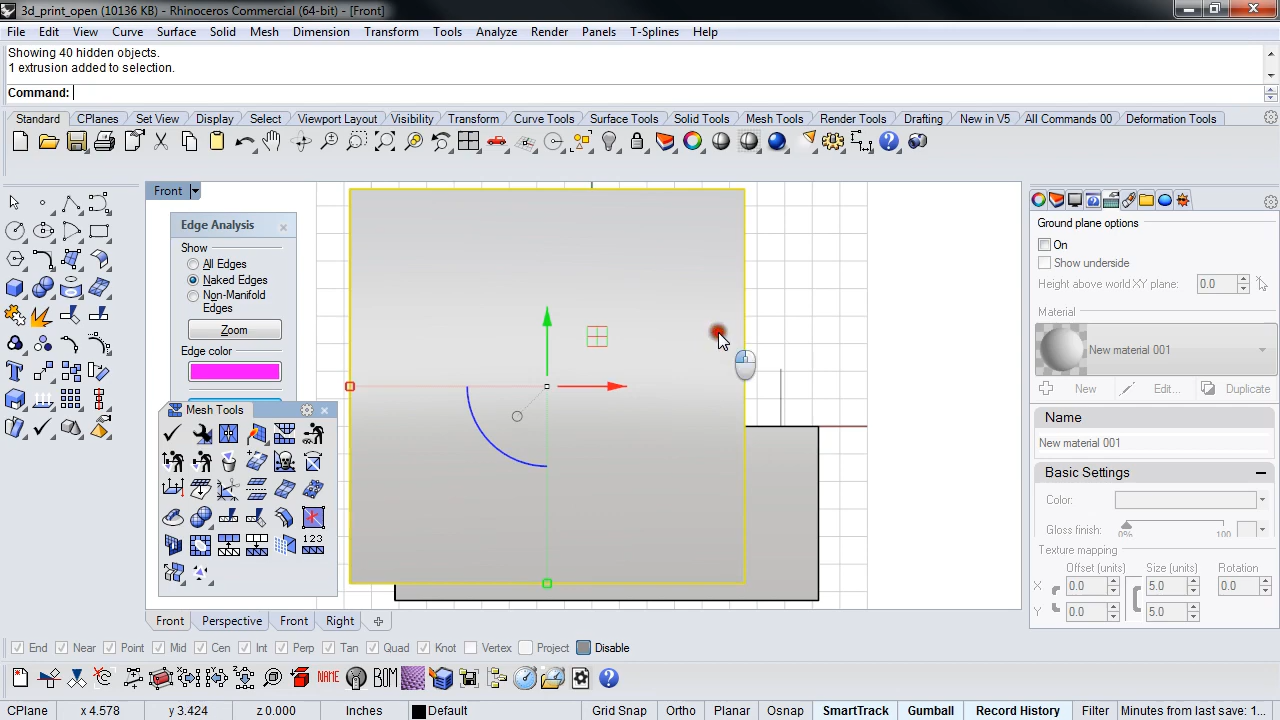 3d_print_open (10136 KB) - Rhinoceros Commercial (64-bit) - [Front]
File Edit View Curve Surface Solid Mesh Dimension Transform Tools Analyze Render Panels T-Splines Help
Showing 40 hidden objects.
1 extrusion added to selection.
Command:
Standard CPlanes Set View Display Select Viewport Layout Visibility Transform Curve Tools Surface Tools Solid Tools Mesh Tools Render Tools Drafting New in V5 All Commands 00 Deformation Tools
Front
Edge Analysis
Show
All Edges
Naked Edges
Non-Manifold
Edges
Zoom
Edge color
Mesh Tools
123
Ground plane options
On
Show underside
Height above world XY plane: 0.0
Material
New material 001
New Edit... Duplicate
Name
New material 001
Basic Settings
Color:
Gloss finish: 0% 100
Texture mapping
Offset (units) Size (units) Rotation
X 0.0 5.0 0.0
Y 0.0 5.0
Front Perspective Front Right
End Near Point Mid Cen Int Perp Tan Quad Knot Vertex Project Disable
NAME BOM
CPlane x 4.578 y 3.424 z 0.000 Inches Default Grid Snap Ortho Planar Osnap SmartTrack Gumball Record History Filter Minutes from last save: 1...